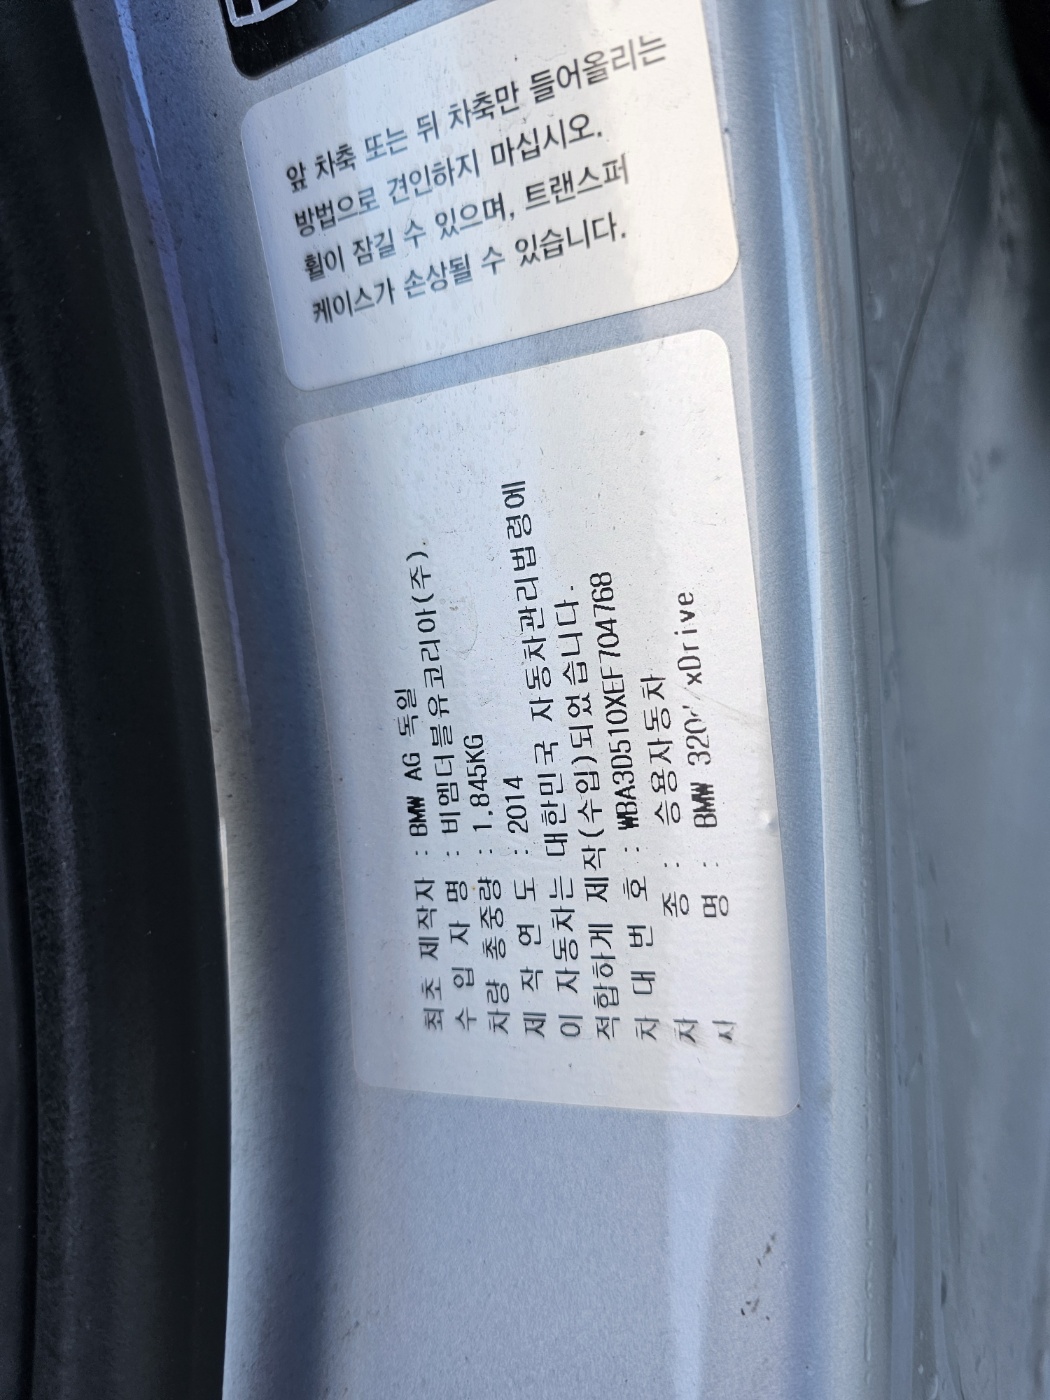 앞 차축 또는 뒤 차축만 들어올리는
방법으로 견인하지 마십시오.
휠이 잠길 수 있으며, 트랜스퍼
케이스가 손상될 수 있습니다.
최초 제작자 : BMW AG 독일
수 입 자 명 : 비엠더블유코리아(주).
차량 총중량 : 1.845KG
제 작 연 도 : 2014
이 자동차는 대한민국 자동차관리법령에
적합하게 제작(수입)되었습니다.
차 대 번 호 : WBA3D510XEF704768
차 종 : 승용자동차
명 : BMW xDrive